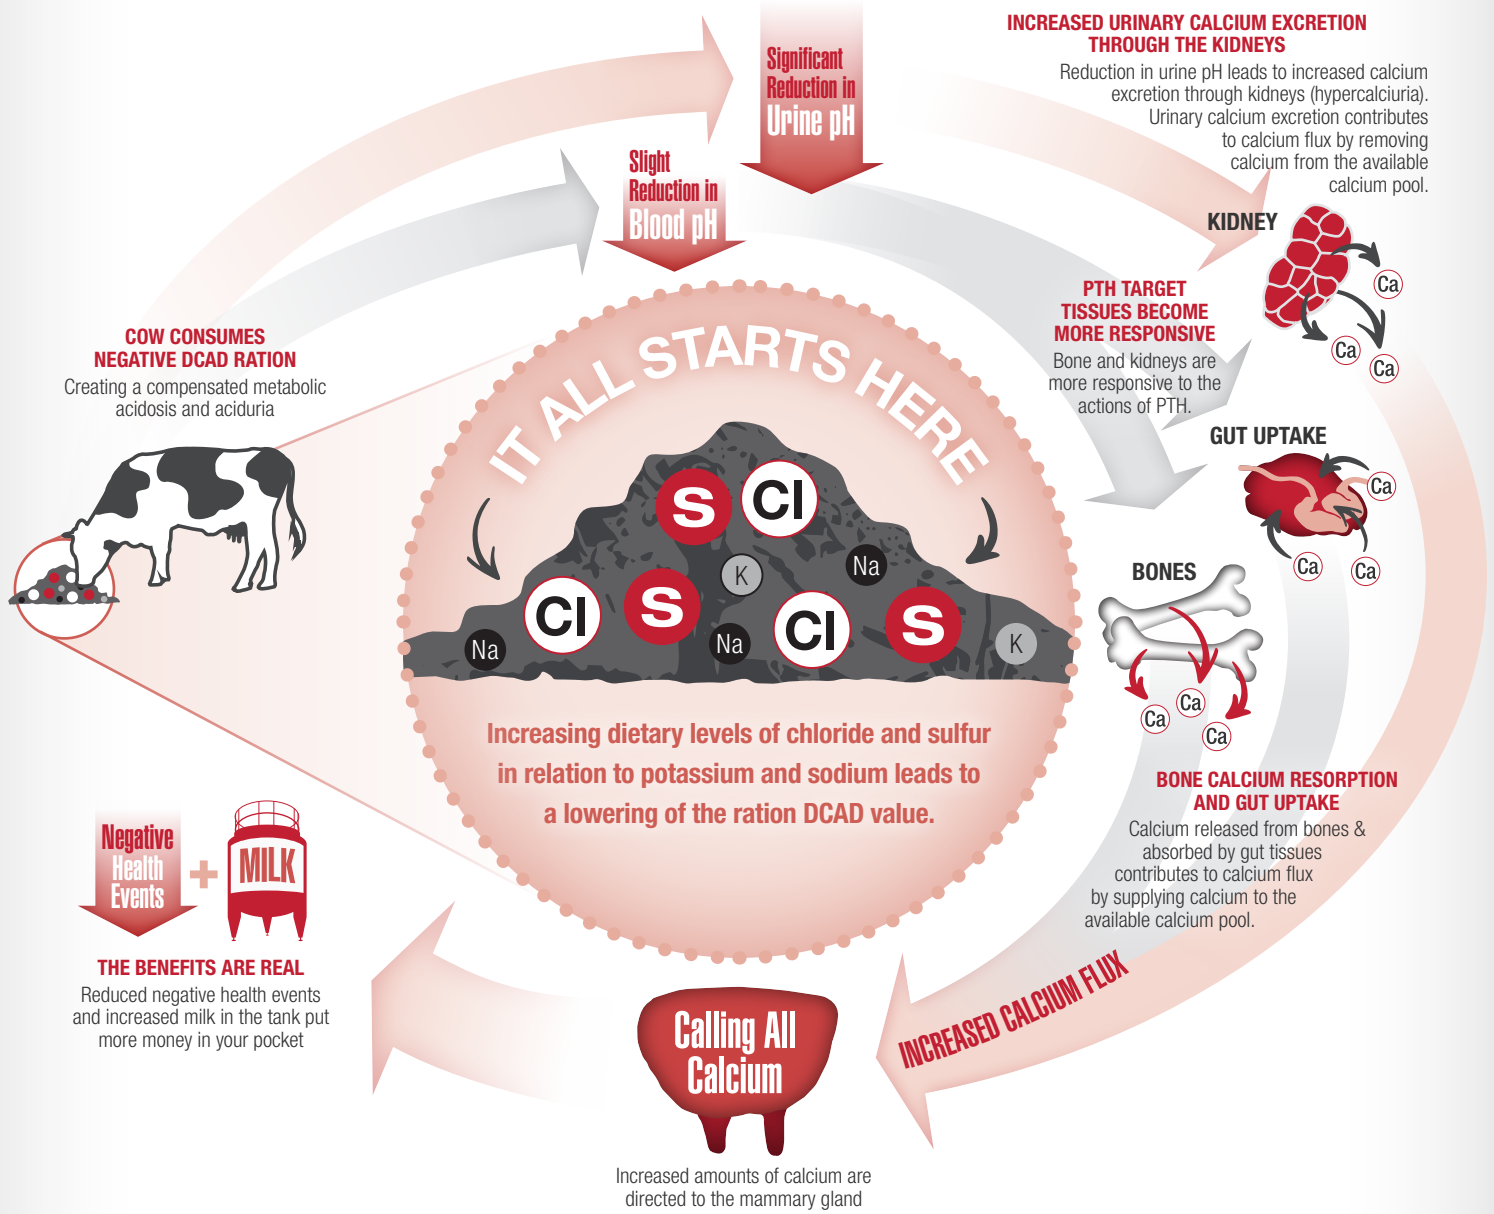 INCREASED URINARY CALCIUM EXCRETION
THROUGH THE KIDNEYS
Reduction in urine pH leads to increased calcium
excretion through kidneys (hypercalciuria).
Urinary calcium excretion contributes
to calcium flux by removing
calcium from the available
calcium pool.
Significant
Reduction in
Urine pH
Slight
Reduction in
Blood pH
KIDNEY
Ca
Ca
Ca
PTH TARGET
TISSUES BECOME
MORE RESPONSIVE
Bone and kidneys are
more responsive to the
actions of PTH.
COW CONSUMES
NEGATIVE DCAD RATION
Creating a compensated metabolic
acidosis and aciduria
IT ALL STARTS HERE
S
Cl
K
Na
Cl
S
Na
Cl
S
Na
K
Increasing dietary levels of chloride and sulfur
in relation to potassium and sodium leads to
a lowering of the ration DCAD value.
GUT UPTAKE
Ca
Ca
Ca
BONES
Ca
Ca
Ca
BONE CALCIUM RESORPTION
AND GUT UPTAKE
Calcium released from bones &
absorbed by gut tissues
contributes to calcium flux
by supplying calcium to the
available calcium pool.
INCREASED CALCIUM FLUX
Calling All
Calcium
Increased amounts of calcium are
directed to the mammary gland
Negative
Health
Events
+
MILK
THE BENEFITS ARE REAL
Reduced negative health events
and increased milk in the tank put
more money in your pocket